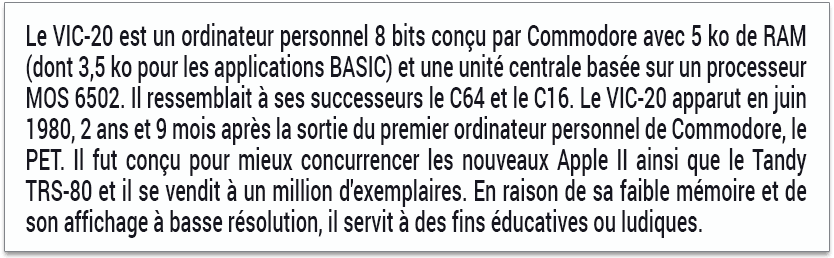 Le VIC-20 est un ordinateur personnel 8 bits conçu par Commodore avec 5 ko de RAM
(dont 3,5 ko pour les applications BASIC) et une unité centrale basée sur un processeur
MOS 6502. Il ressemblait à ses successeurs le C64 et le C16. Le VIC-20 apparut en juin
1980, 2 ans et 9 mois après la sortie du premier ordinateur personnel de Commodore, le
PET. Il fut conçu pour mieux concurrencer les nouveaux Apple II ainsi que le Tandy
TRS-80 et il se vendit à un million d'exemplaires. En raison de sa faible mémoire et de
son affichage à basse résolution, il servit à des fins éducatives ou ludiques.